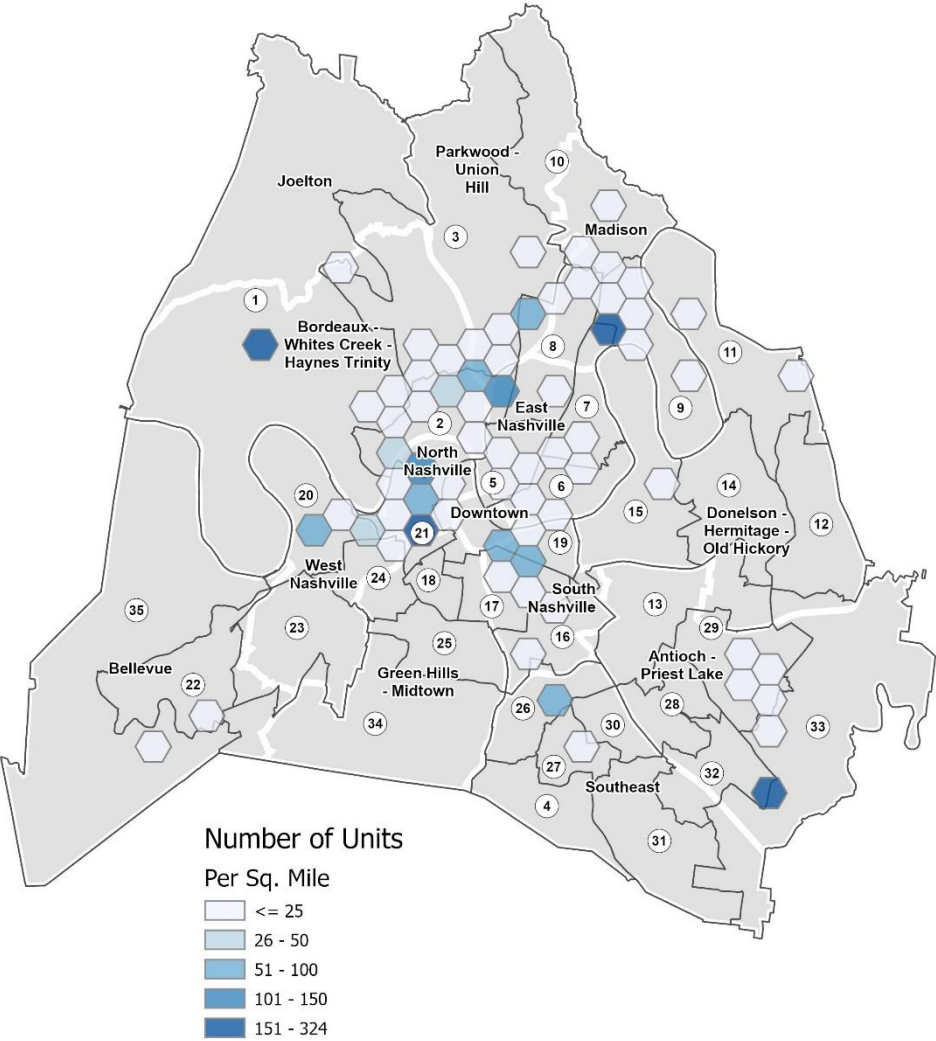 Parkwood -
Union
Hill
10
Joelton
3
Madison
1
Bordeaux -
Whites Creek -
Haynes Trinity
8
11
East
Nashville
7
9
2
North
Nashville
5
6
14
20
15
Donelson -
Hermitage -
Old Hickory
12
Downtown
21
19
West
Nashville
24
18
South
Nashville
17
13
35
23
16
29
25
Antioch -
Priest Lake
Bellevue
22
Green Hills
- Midtown
28
26
34
30
33
27
32
Southeast
4
31
Number of Units
Per Sq. Mile
<= 25
26 - 50
51 - 100
101 - 150
151 - 324